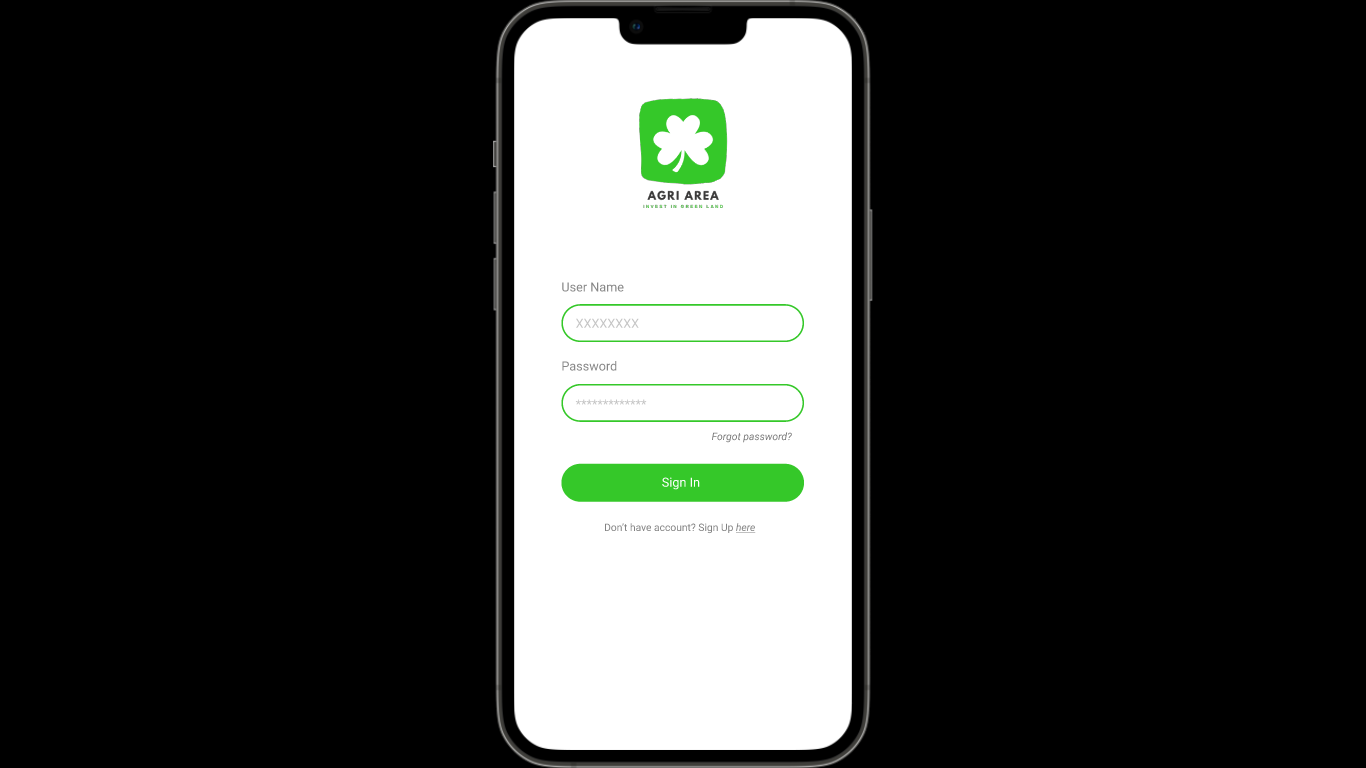 AGRI AREA
INVEST IN GREEN LAND
User Name
XXXXXXXX
Password
*************
Forgot password?
Sign In
Don't have account? Sign Up here